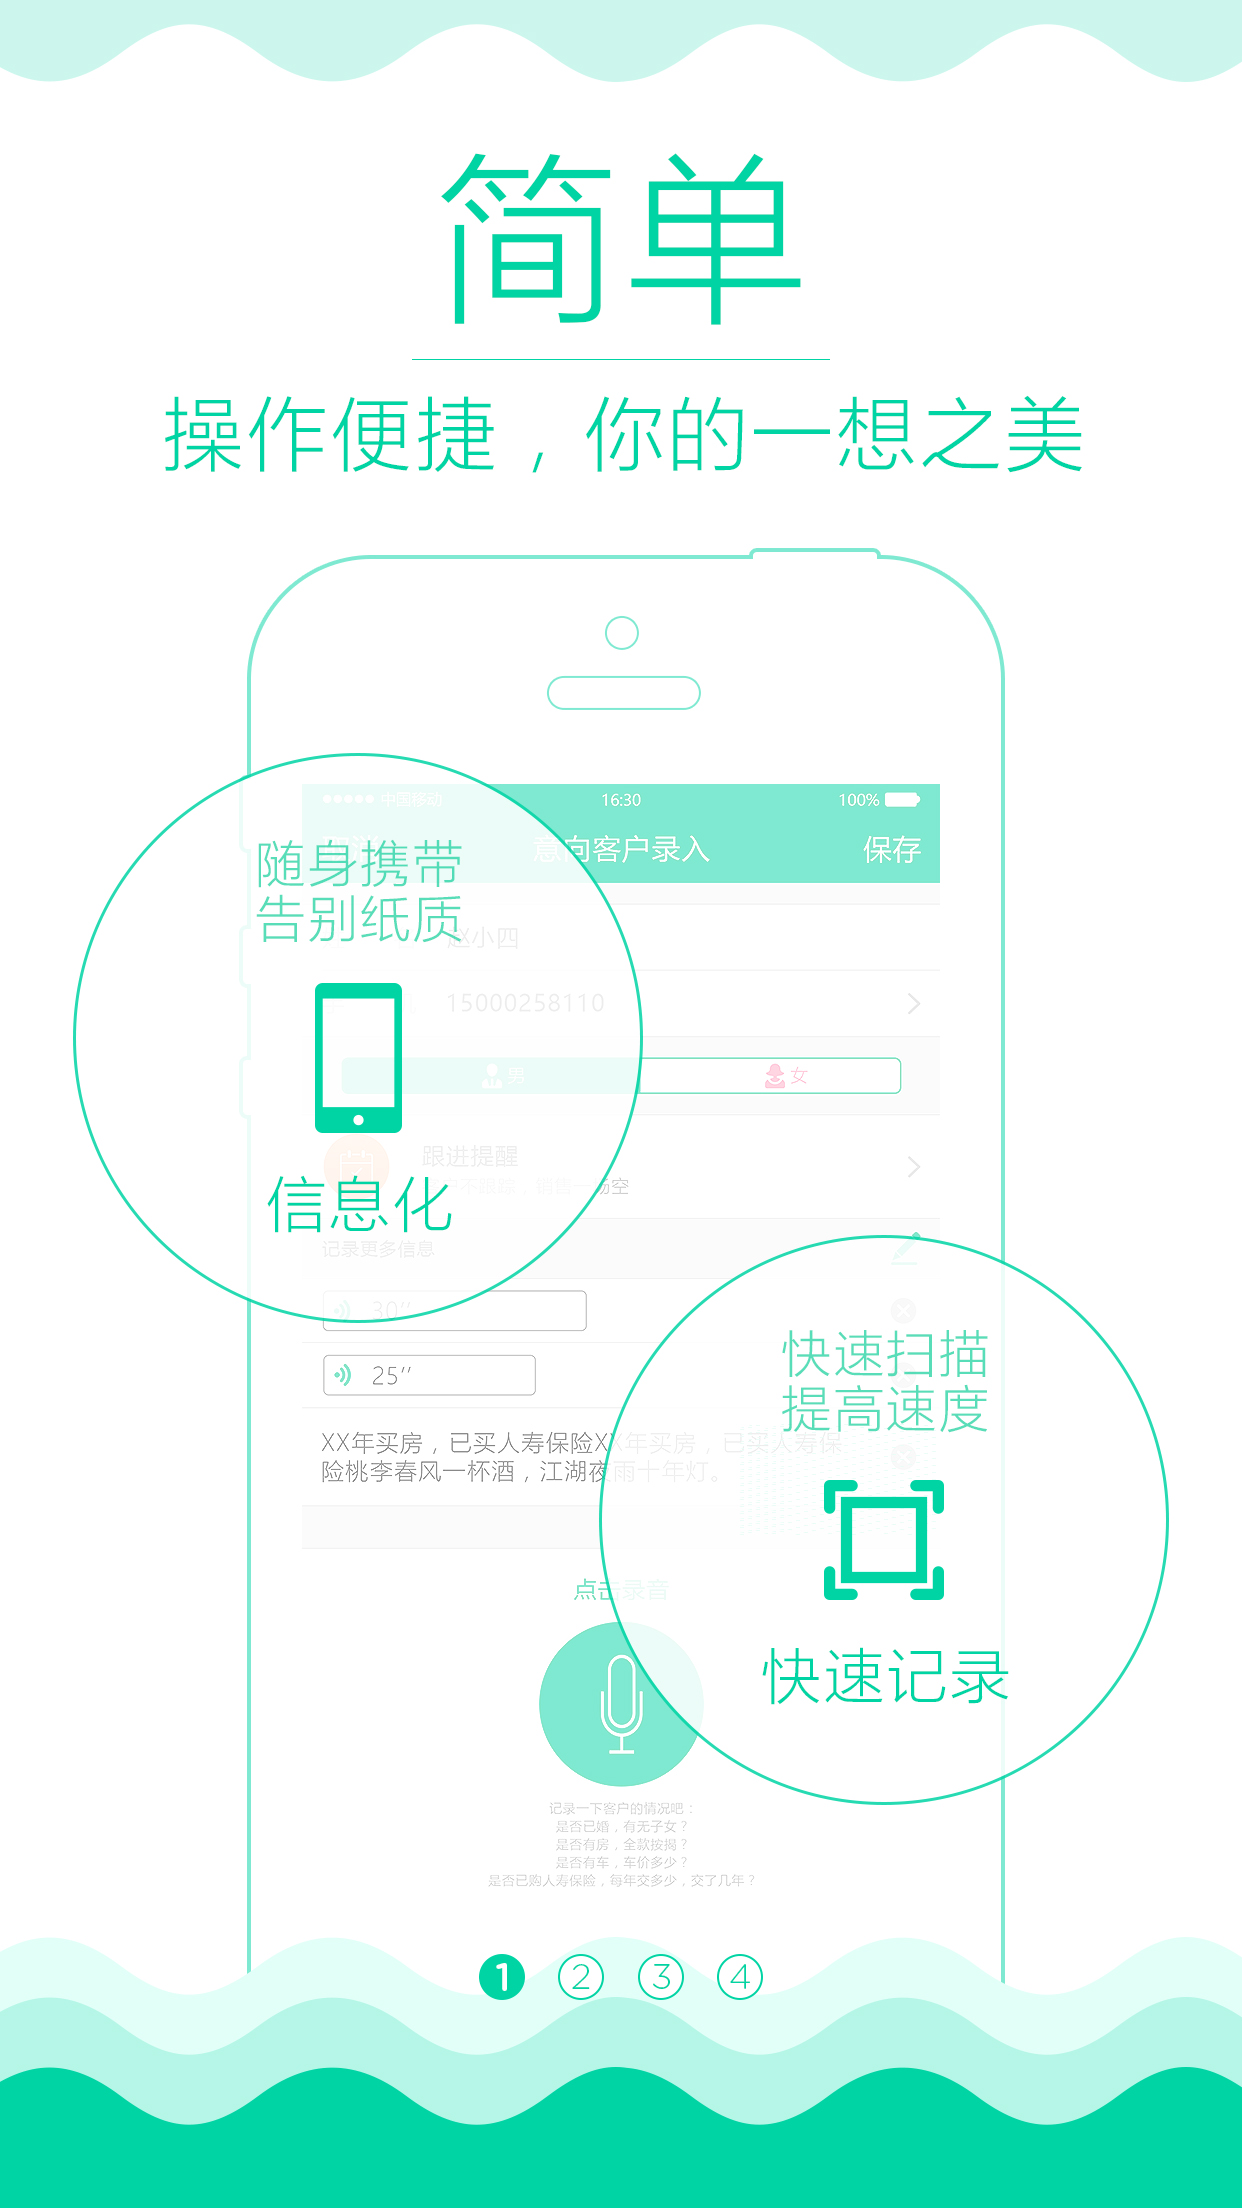 简单
操作便捷，你的一想之美
中国移动
16:30
100%
意向客户录入
保存
随身携带
告别纸质
赵小四
15000258110
男
女
跟进提醒
信息化
记录更多信息
30′′
25′′
快速扫描
提高速度
XX年买房，已买人寿保险XX年买房，已买人寿保
险桃李春风一杯酒，江湖夜雨十年灯。
点击录音
快速记录
记录一下客户的情况吧：
是否已婚，有无子女？
是否有房，全款按揭？
是否有车，车价多少？
是否已购人寿保险，每年交多少，交了几年？
1 2 3 4